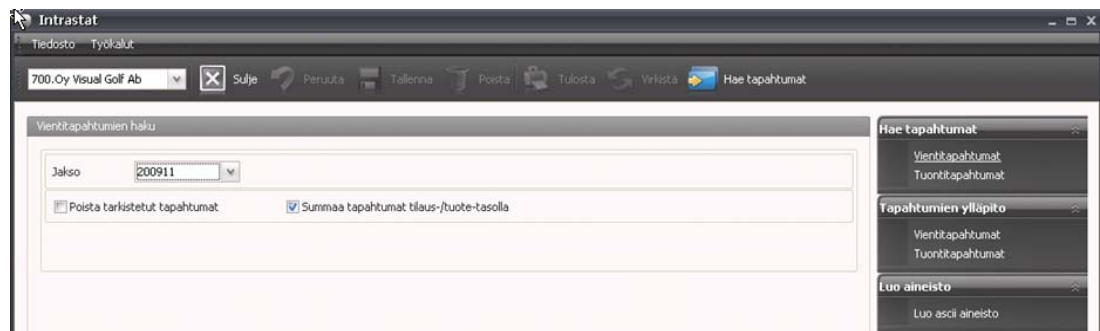 Intrastat
Tiedosto Työkalut
700.Oy Visual Golf Ab Sulje Peruuta Tallenna Poista Tulosta Virkistä Hae tapahtumat
Vientitapahtumien haku
Jakso 200911
Poista tarkistetut tapahtumat Summaa tapahtumat tilaus-/tuote-tasolla
Hae tapahtumat
Vientitapahtumat
Tuontitapahtumat
Tapahtumien ylläpito
Vientitapahtumat
Tuontitapahtumat
Luo aineisto
Luo ascii aineisto